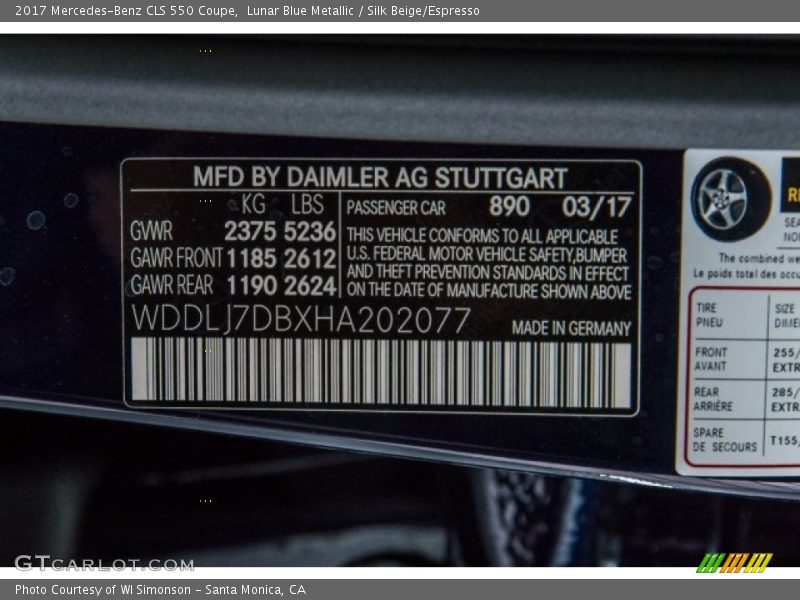 2017 Mercedes-Benz CLS 550 Coupe, Lunar Blue Metallic / Silk Beige/Espresso
MFD BY DAIMLER AG STUTTGART
KG LBS
GVWR 2375 5236
GAWR FRONT 1185 2612
GAWR REAR 1190 2624
PASSENGER CAR 890 03/17
THIS VEHICLE CONFORMS TO ALL APPLICABLE
U.S. FEDERAL MOTOR VEHICLE SAFETY,BUMPER
AND THEFT PREVENTION STANDARDS IN EFFECT
ON THE DATE OF MANUFACTURE SHOWN ABOVE
WDDLJ7DBXHA202077 MADE IN GERMANY
The combined we
Le poids total des occu
TIRE SIZE
PNEU DIME
FRONT 255/
AVANT EXTR
REAR 285/
ARRIÈRE EXTR
SPARE T155
DE SECOURS
GTCARLOT.COM
Photo Courtesy of WI Simonson - Santa Monica, CA